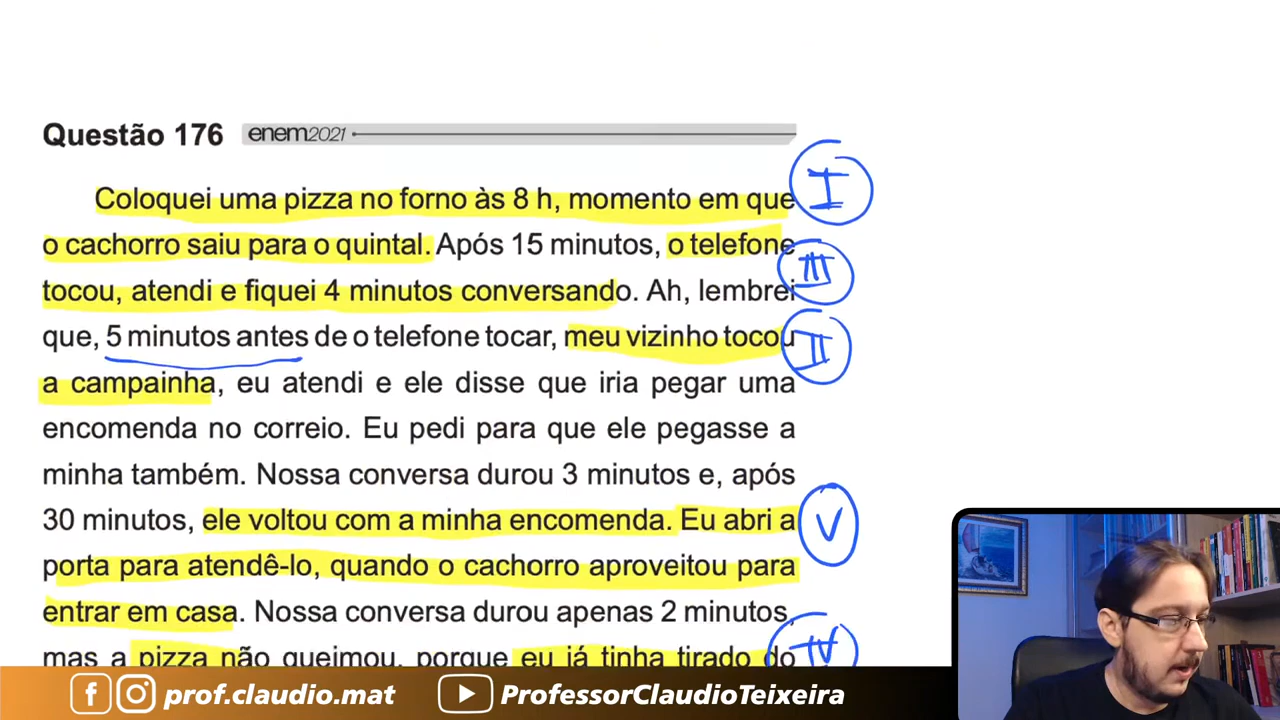 Questão 176 enem2021
Coloquei uma pizza no forno às 8 h, momento em que I
o cachorro saiu para o quintal. Após 15 minutos, o telefone
tocou, atendi e fiquei 4 minutos conversando. Ah, lembrei III
que, 5 minutos antes de o telefone tocar, meu vizinho tocou II
a campainha, eu atendi e ele disse que iria pegar uma
encomenda no correio. Eu pedi para que ele pegasse a
minha também. Nossa conversa durou 3 minutos e, após
30 minutos, ele voltou com a minha encomenda. Eu abri a V
porta para atendê-lo, quando o cachorro aproveitou para
entrar em casa. Nossa conversa durou apenas 2 minutos,
mas a pizza não queimou, porque eu já tinha tirado do IV
prof.claudio.mat ProfessorClaudioTeixeira